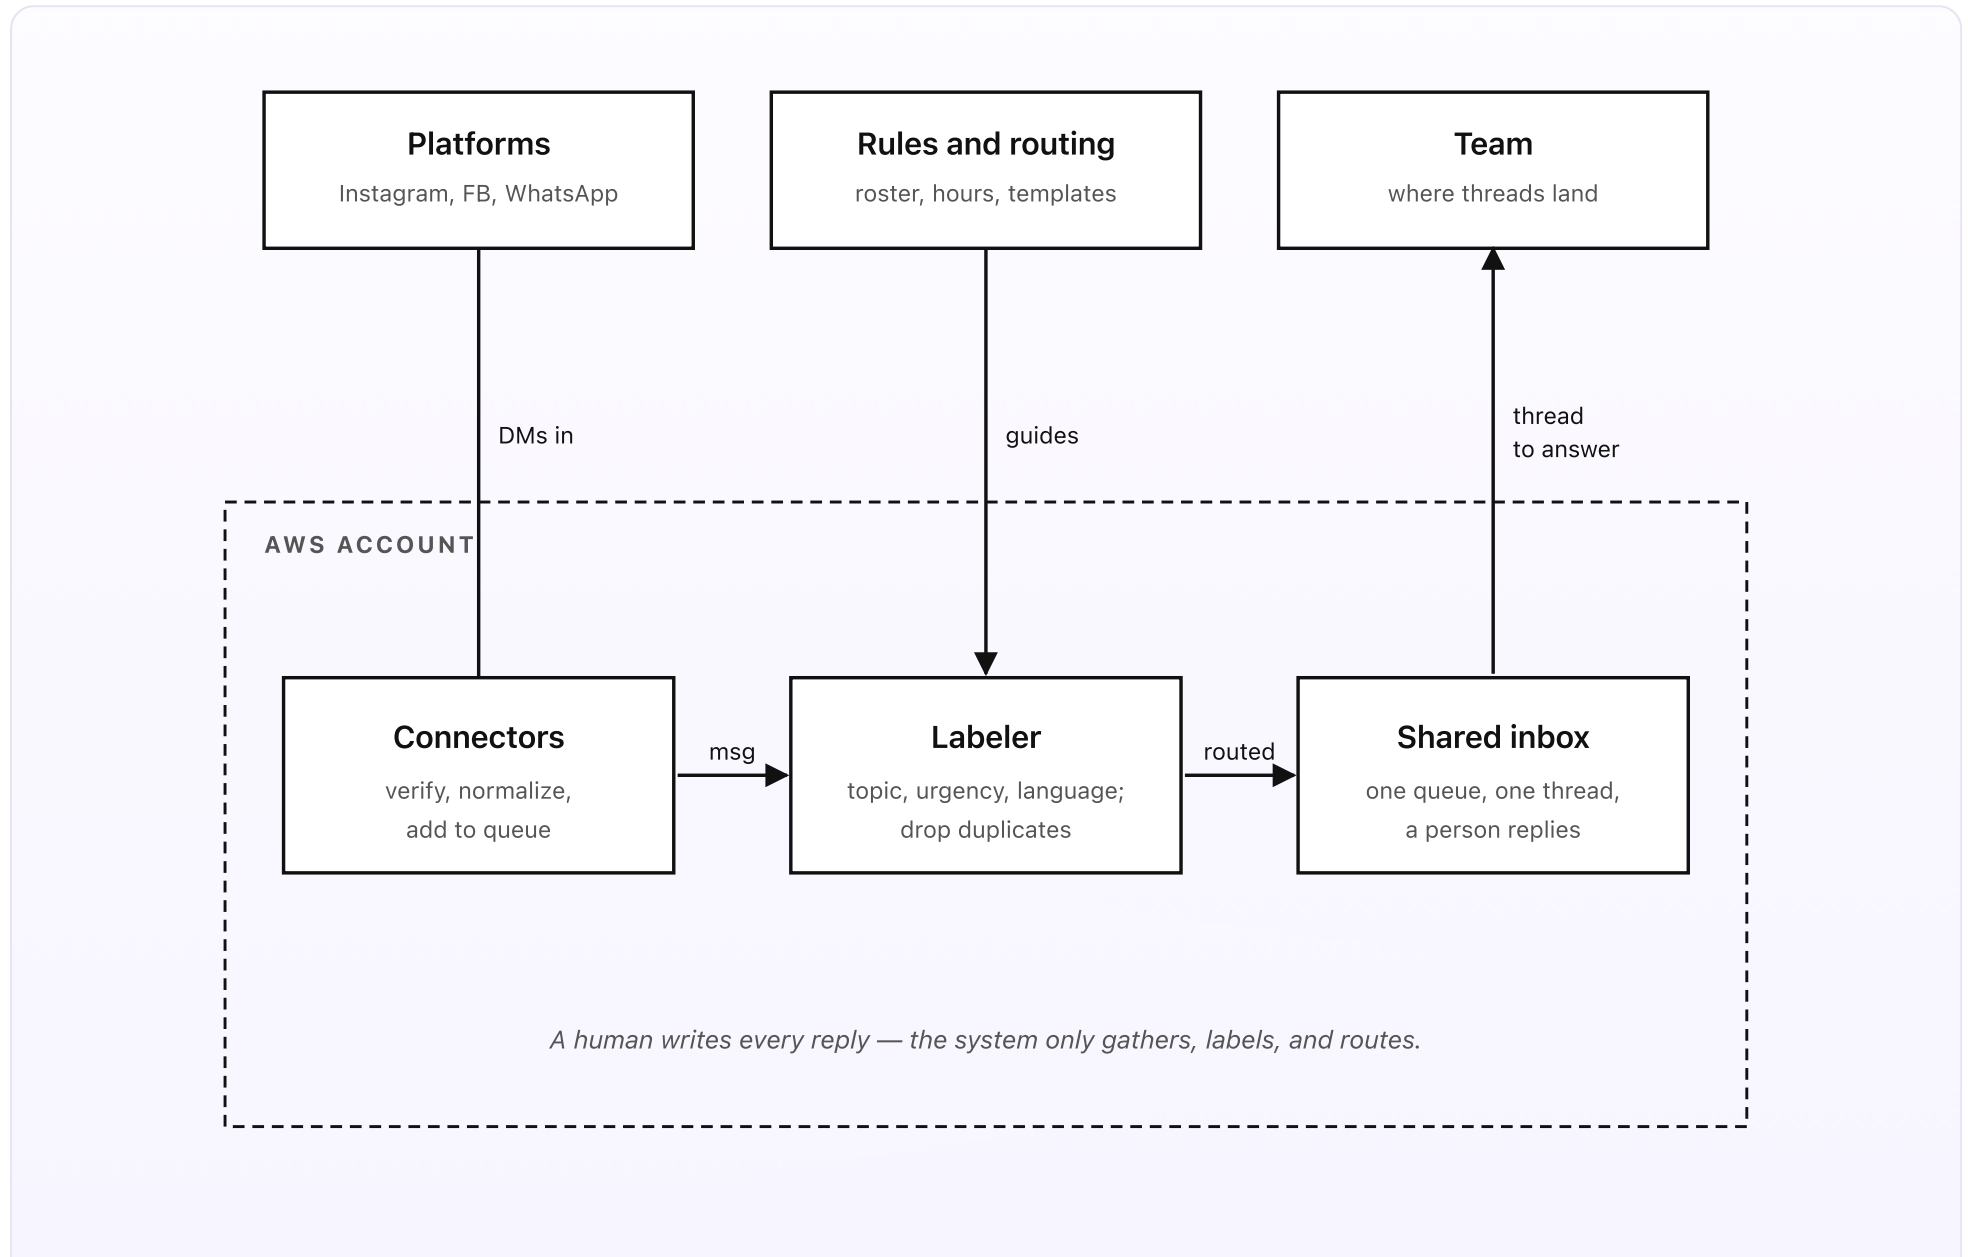 Platforms
Instagram, FB, WhatsApp
Rules and routing
roster, hours, templates
Team
where threads land
DMs in
guides
thread
to answer
AWS ACCOUNT
Connectors
verify, normalize,
add to queue
msg
Labeler
topic, urgency, language;
drop duplicates
routed
Shared inbox
one queue, one thread,
a person replies
A human writes every reply — the system only gathers, labels, and routes.